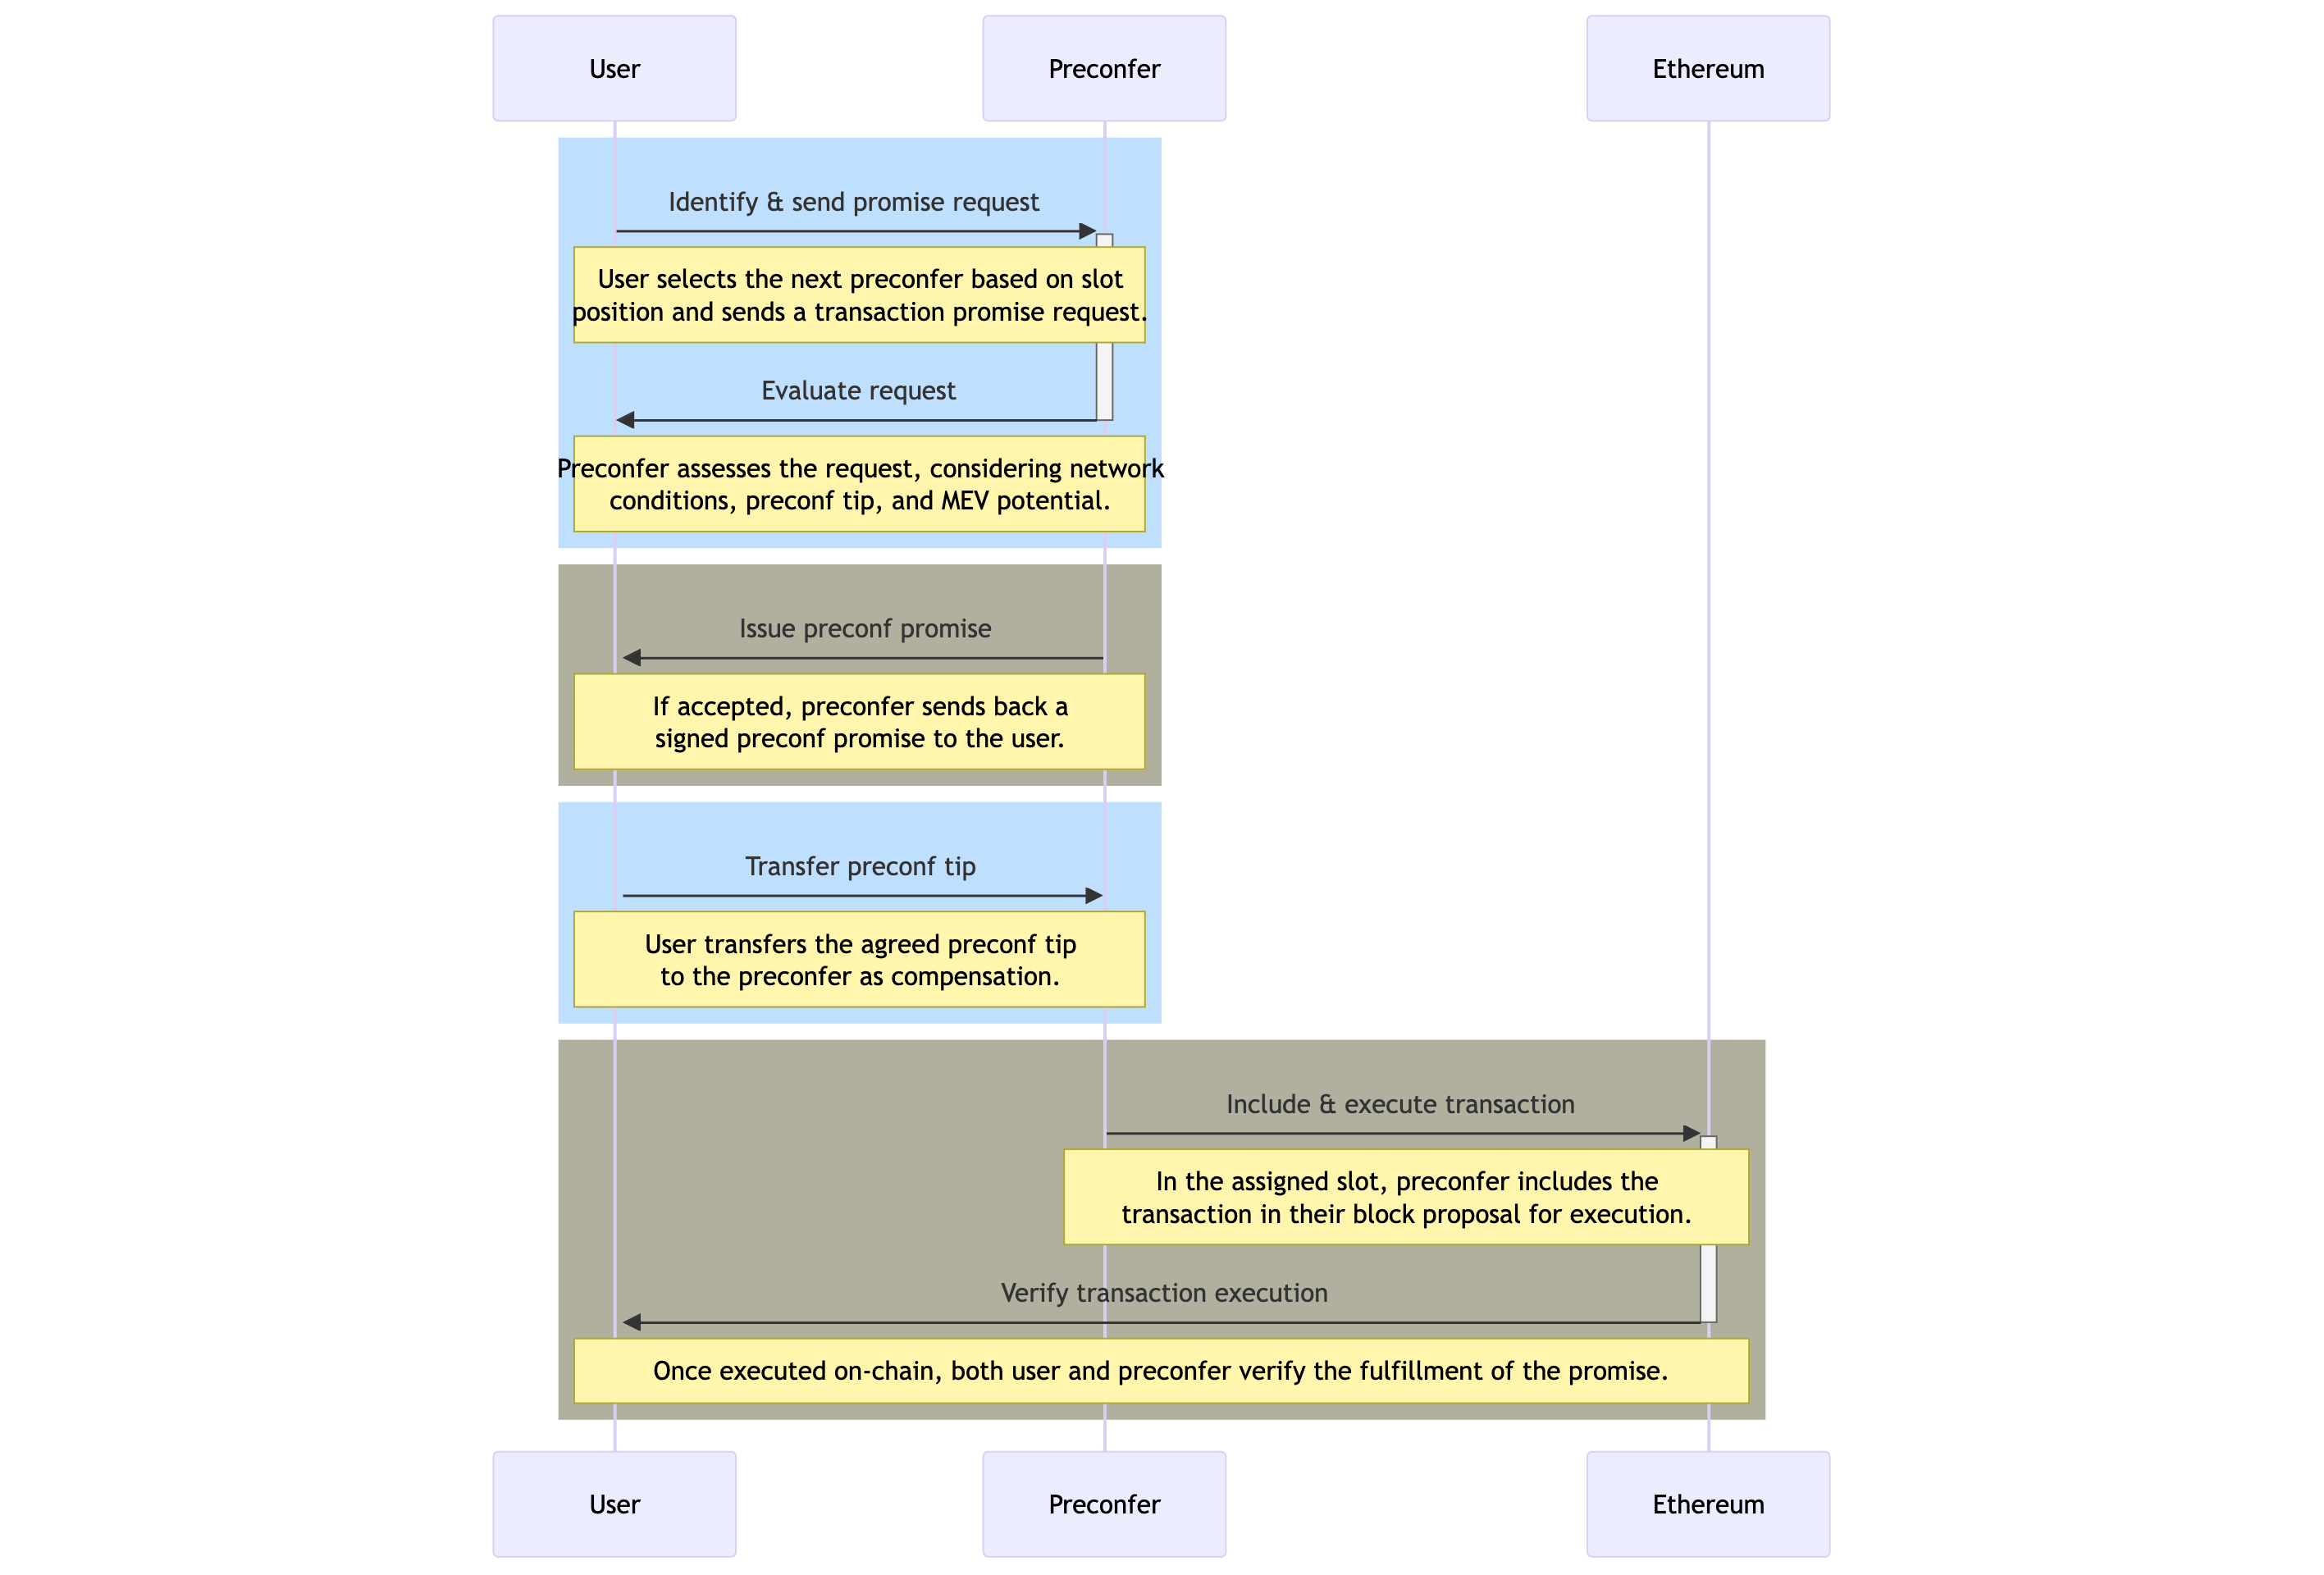 User
Preconfer
Ethereum
Identify & send promise request
User selects the next preconfer based on slot
position and sends a transaction promise request.
Evaluate request
Preconfer assesses the request, considering network
conditions, preconf tip, and MEV potential.
Issue preconf promise
If accepted, preconfer sends back a
signed preconf promise to the user.
Transfer preconf tip
User transfers the agreed preconf tip
to the preconfer as compensation.
Include & execute transaction
In the assigned slot, preconfer includes the
transaction in their block proposal for execution.
Verify transaction execution
Once executed on-chain, both user and preconfer verify the fulfillment of the promise.
User
Preconfer
Ethereum